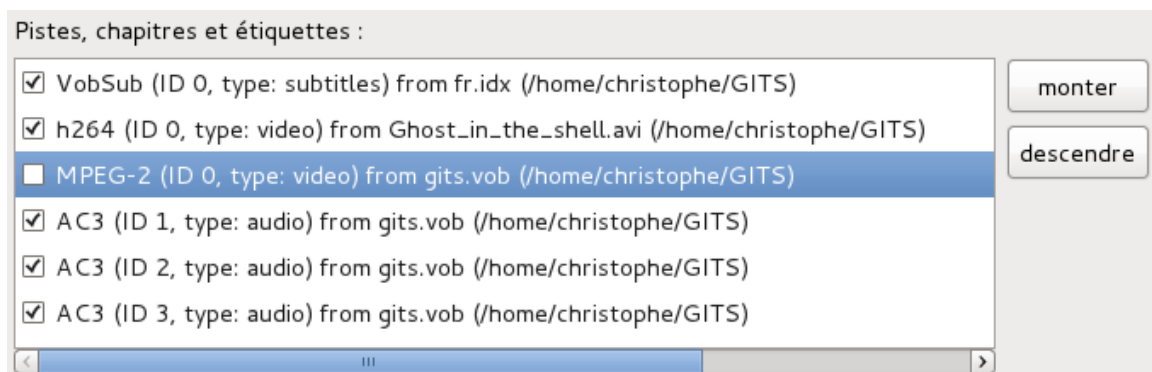 Pistes, chapitres et étiquettes :
VobSub (ID 0, type: subtitles) from fr.idx (/home/christophe/GITS)
monter
h264 (ID 0, type: video) from Ghost_in_the_shell.avi (/home/christophe/GITS)
descendre
MPEG-2 (ID 0, type: video) from gits.vob (/home/christophe/GITS)
AC3 (ID 1, type: audio) from gits.vob (/home/christophe/GITS)
AC3 (ID 2, type: audio) from gits.vob (/home/christophe/GITS)
AC3 (ID 3, type: audio) from gits.vob (/home/christophe/GITS)